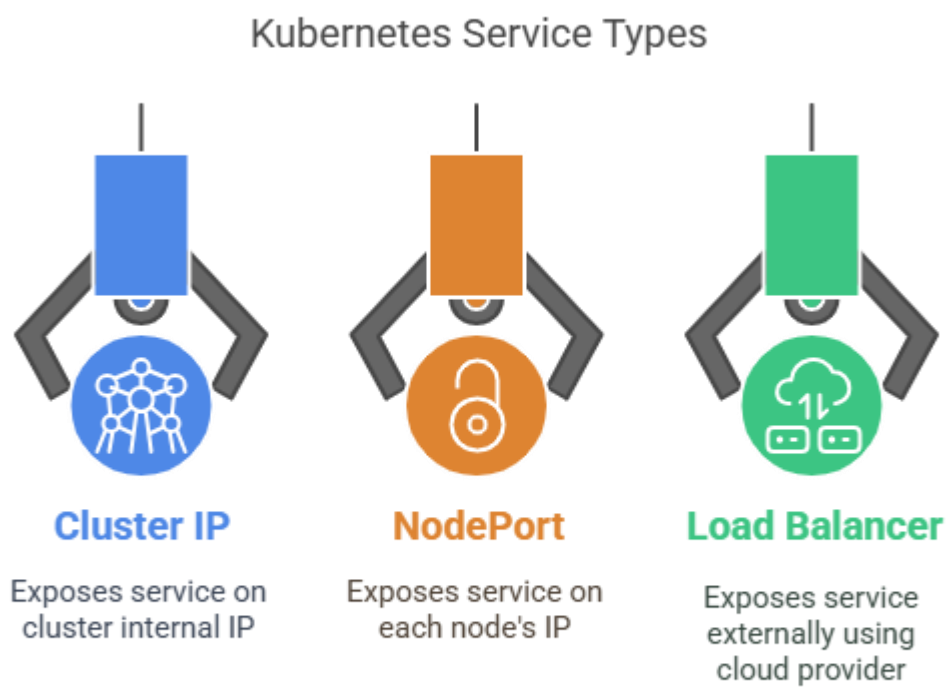 Kubernetes Service Types
Cluster IP
Exposes service on
cluster internal IP
NodePort
Exposes service on
each node's IP
Load Balancer
Exposes service
externally using
cloud provider